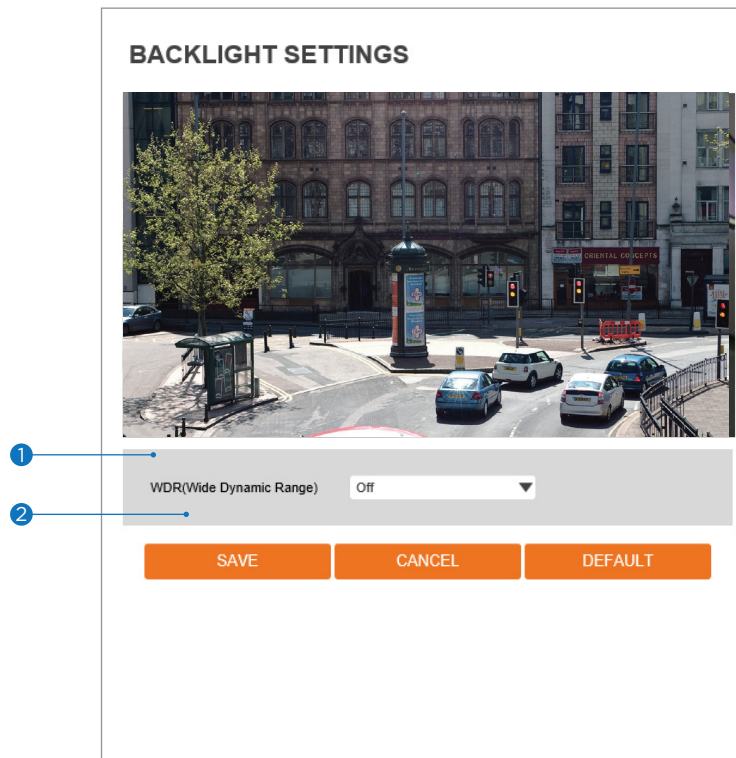 BACKLIGHT SETTINGS
ORIENTAL CONCEPTS
1
WDR(Wide Dynamic Range) Off
2
SAVE CANCEL DEFAULT